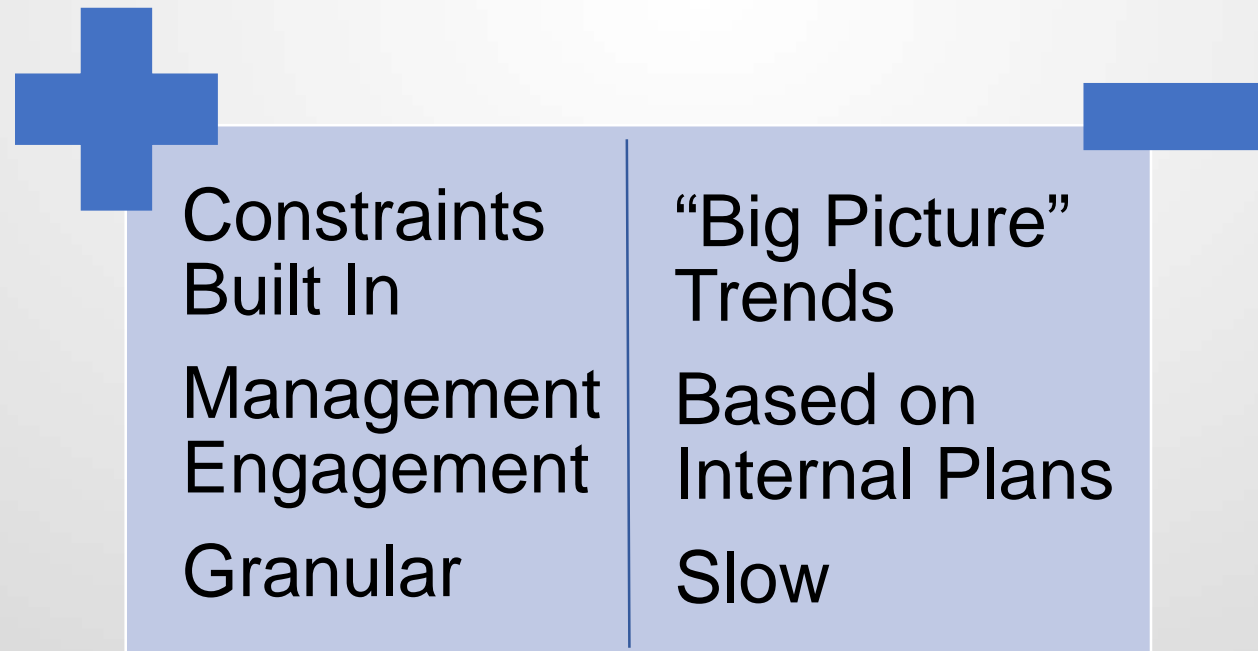 Constraints
Built In
Management
Engagement
Granular
“Big Picture”
Trends
Based on
Internal Plans
Slow